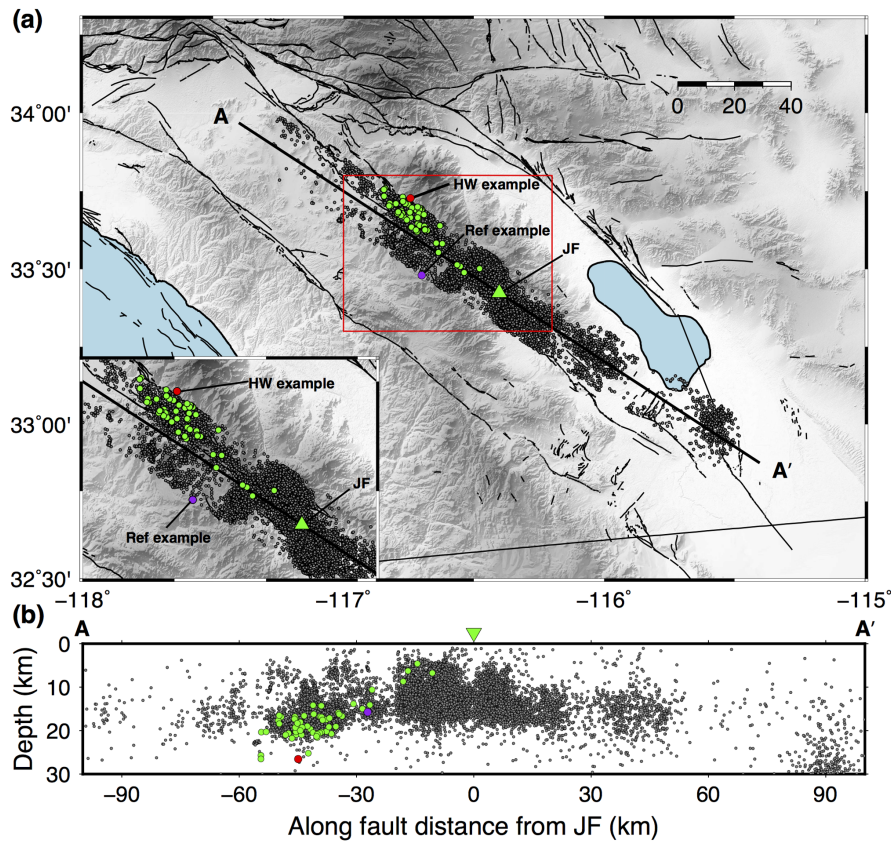 (a)
34˚00'
33˚30'
33˚00'
32˚30'
0 20 40
A
HW example
Ref example
JF
A′
HW example
JF
Ref example
−118˚ −117˚ −116˚ −115˚
(b)
A A′
Depth (km)
0
10
20
30
−90 −60 −30 0 30 60 90
Along fault distance from JF (km)